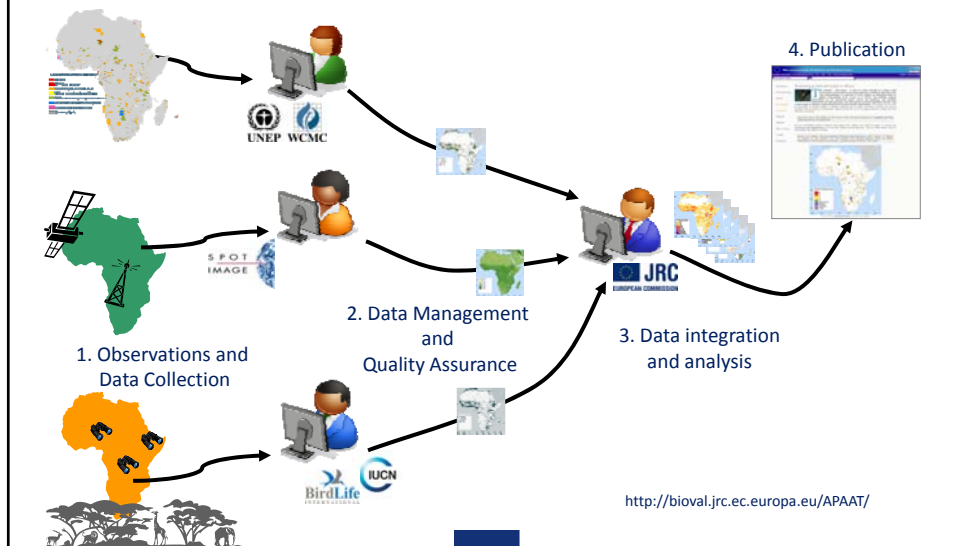 4. Publication
UNEP WCMC
SPOT
IMAGE
JRC
EUROPEAN COMMISSION
2. Data Management
and
Quality Assurance
3. Data integration
and analysis
1. Observations and
Data Collection
IUCN
BirdLife
INTERNATIONAL
http://bioval.jrc.ec.europa.eu/APAAT/